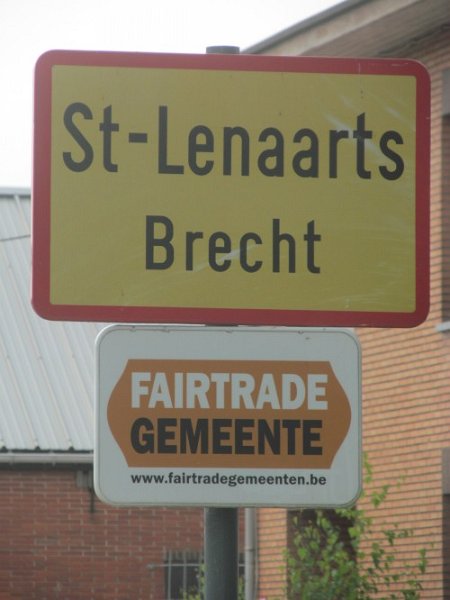 St-Lenaarts
Brecht
FAIRTRADE
GEMEENTE
www.fairtradegemeenten.be